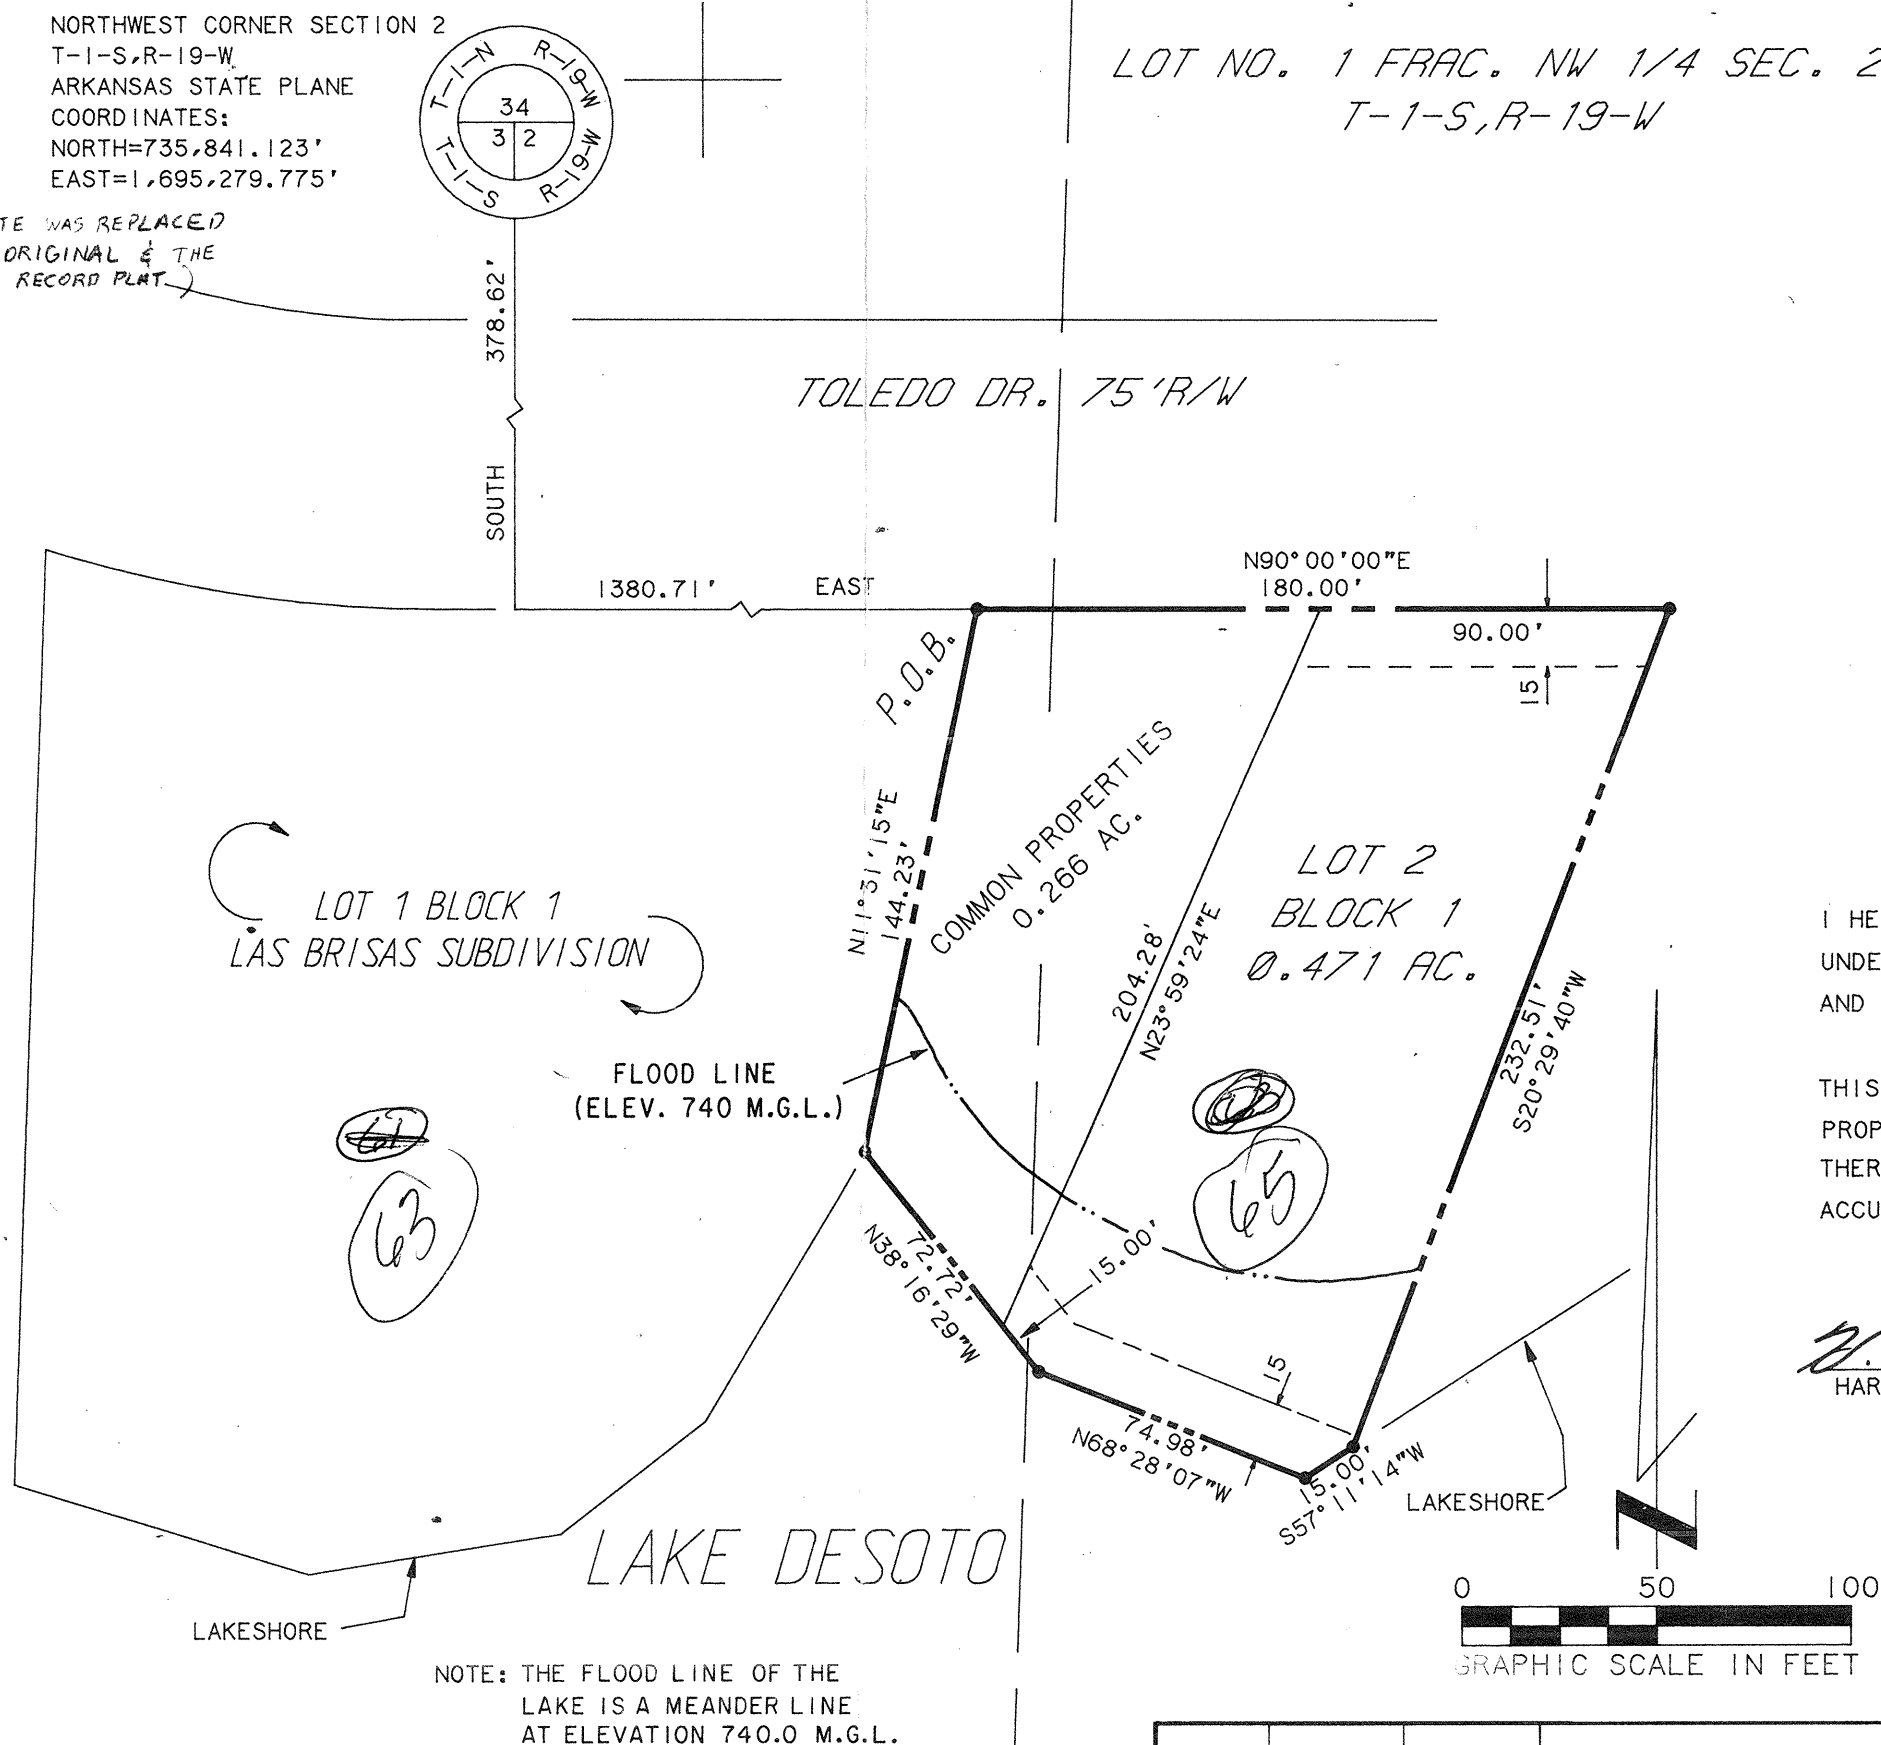 NORTHWEST CORNER SECTION 2
T-1-S,R-19-W
ARKANSAS STATE PLANE
COORDINATES:
NORTH=735,841.123'
EAST=1,695,279.775'
TE WAS REPLACED
ORIGINAL & THE
RECORD PLAT
T-1-N R-19-W
34
3 2
T-1-S R-19-W
LOT NO. 1 FRAC. NW 1/4 SEC. 2
T-1-S,R-19-W
378.62'
SOUTH
TOLEDO DR. 75'R/W
1380.71' EAST
N90°00'00"E
180.00'
90.00'
15
P.O.B.
N11°31'15"E
144.23'
COMMON PROPERTIES
0.266 AC.
204.28'
N23°59'24"E
LOT 2
BLOCK 1
0.471 AC.
232.51'
S20°29'40"W
LOT 1 BLOCK 1
LAS BRISAS SUBDIVISION
FLOOD LINE
(ELEV. 740 M.G.L.)
63
65
I HE
UNDE
AND
THIS
PROP
THER
ACCU
HAR
72.72'
N38°16'29"W
15.00'
15
74.98'
N68°28'07"W
15.00'
S57°11'14"W
LAKESHORE
LAKE DESOTO
LAKESHORE
0 50 100
GRAPHIC SCALE IN FEET
NOTE: THE FLOOD LINE OF THE
LAKE IS A MEANDER LINE
AT ELEVATION 740.0 M.G.L.